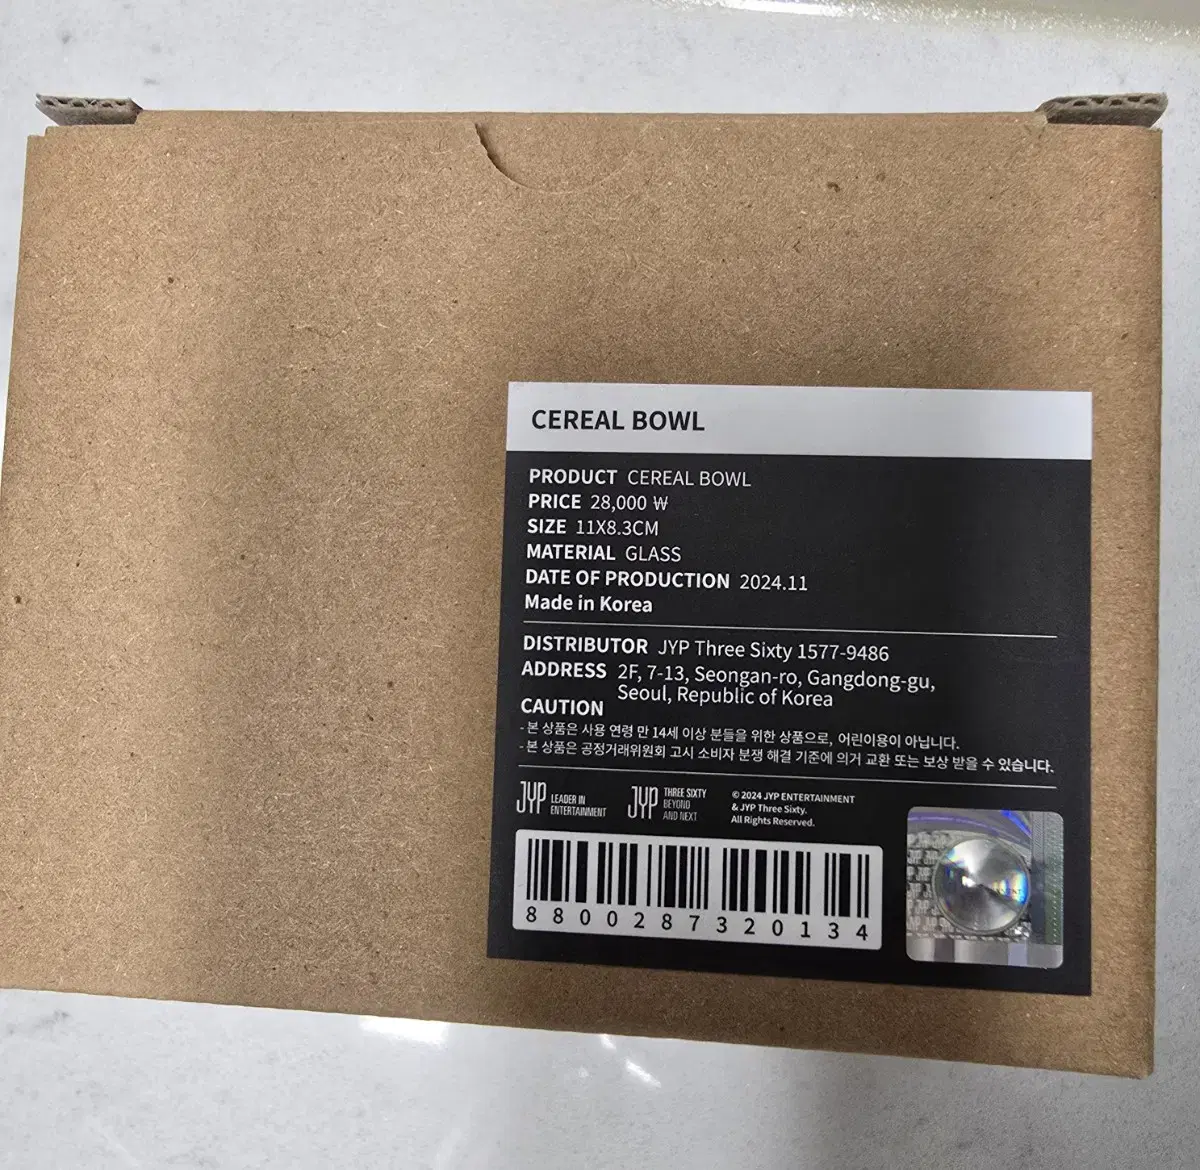 CEREAL BOWL
PRODUCT CEREAL BOWL
PRICE 28,000 ₩
SIZE 11X8.3CM
MATERIAL GLASS
DATE OF PRODUCTION 2024.11
Made in Korea
DISTRIBUTOR JYP Three Sixty 1577-9486
ADDRESS 2F, 7-13, Seongan-ro, Gangdong-gu,
Seoul, Republic of Korea
CAUTION
- 본 상품은 사용 연령 만 14세 이상 분들을 위한 상품으로, 어린이용이 아닙니다.
- 본 상품은 공정거래위원회 고시 소비자 분쟁 해결 기준에 의거 교환 또는 보상 받을 수 있습니다.
JYP LEADER IN
ENTERTAINMENT
JYP THREE SIXTY
BEYOND
AND NEXT
© 2024 JYP ENTERTAINMENT
& JYP Three Sixty.
All Rights Reserved.
8800287320134